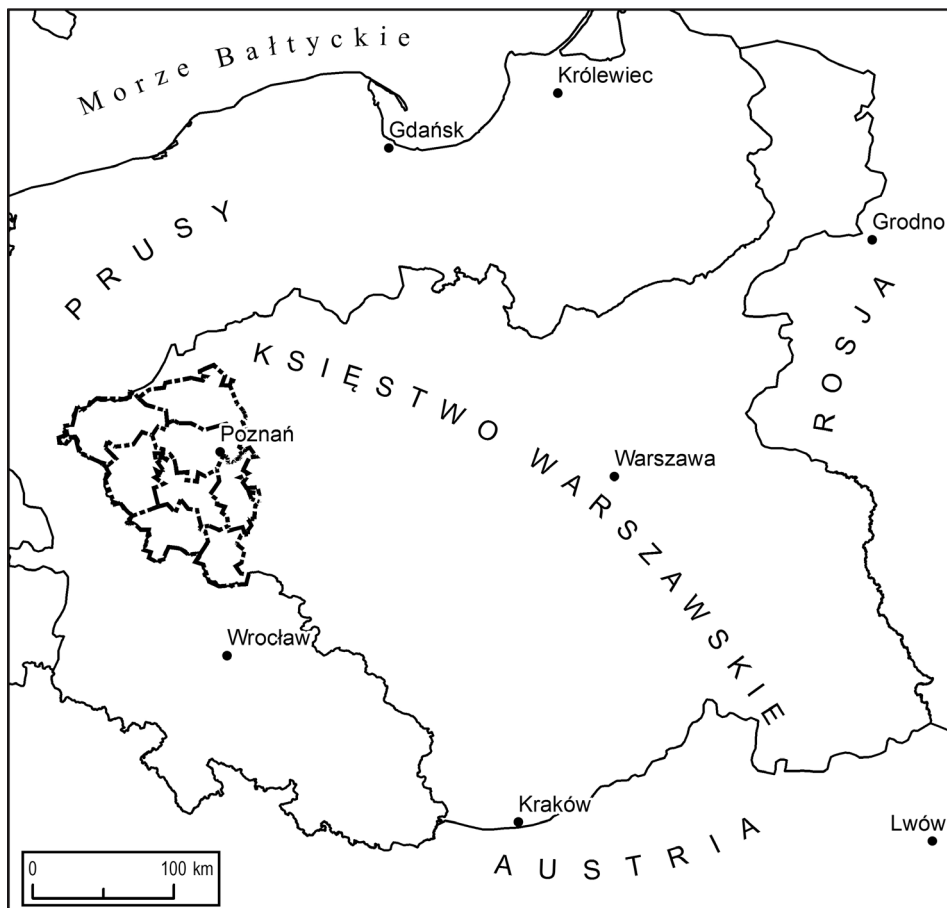 Morze Bałtyckie
Królewiec
Gdańsk
PRUSY
Grodno
ROSJA
KSIĘSTWO WARSZAWSKIE
Poznań
Warszawa
Wrocław
Kraków
Lwów
AUSTRIA
0 100 km